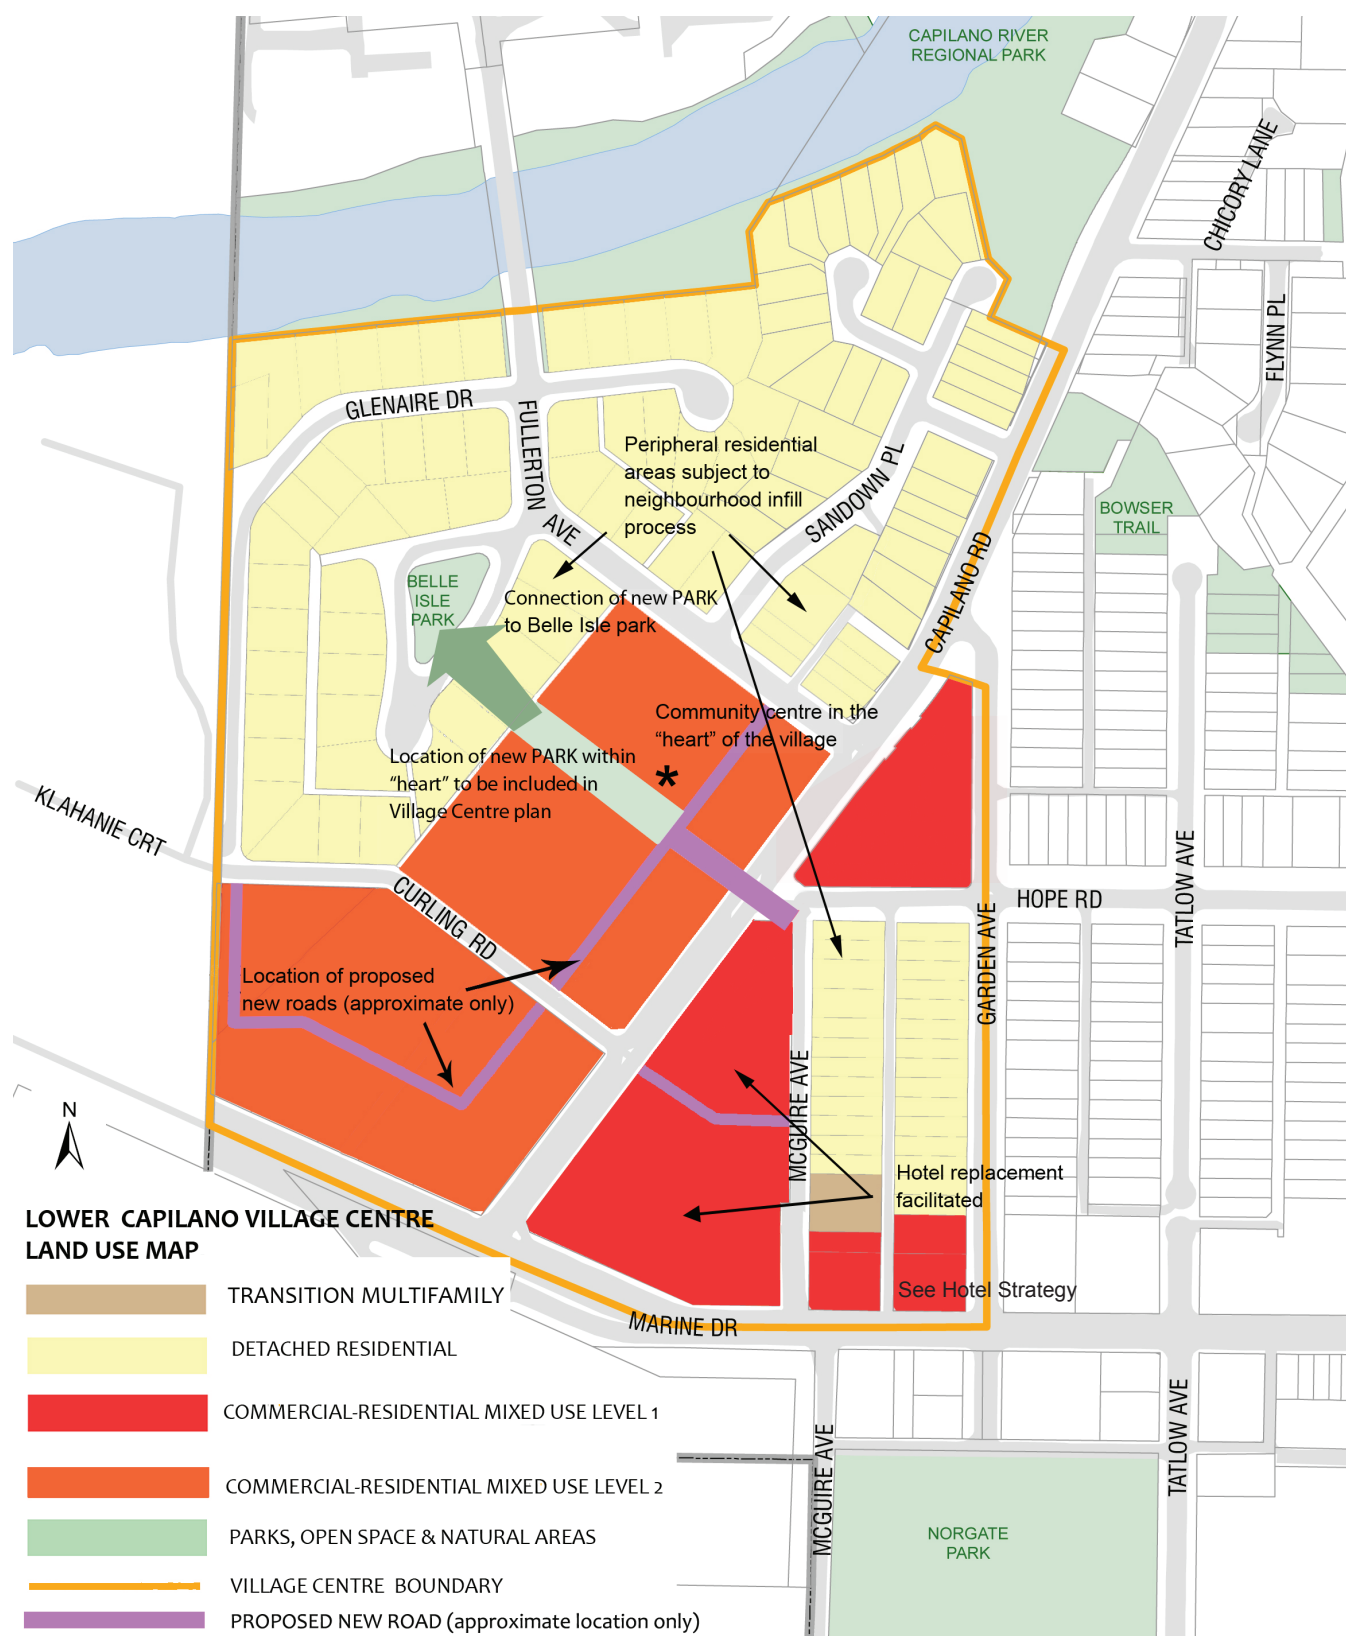 CAPILANO RIVER
REGIONAL PARK
CHICORY LANE
FLYNN PL
GLENAIRE DR
FULLERTON
AVE
Peripheral residential
areas subject to
neighbourhood infill
process
SANDOWN PL
CAPILANO RD
BOWSER
TRAIL
BELLE
ISLE
PARK
Connection of new PARK
to Belle Isle park
Community centre in the
"heart" of the village
*
Location of new PARK within
"heart" to be included in
Village Centre plan
KLAHANIE CRT
CURLING RD
HOPE RD
TATLOW AVE
GARDEN AVE
Location of proposed
new roads (approximate only)
MCGUIRE AVE
N
Hotel replacement
facilitated
See Hotel Strategy
MARINE DR
MCGUIRE AVE
TATLOW AVE
NORGATE
PARK
LOWER CAPILANO VILLAGE CENTRE
LAND USE MAP
TRANSITION MULTIFAMILY
DETACHED RESIDENTIAL
COMMERCIAL-RESIDENTIAL MIXED USE LEVEL 1
COMMERCIAL-RESIDENTIAL MIXED USE LEVEL 2
PARKS, OPEN SPACE & NATURAL AREAS
VILLAGE CENTRE BOUNDARY
PROPOSED NEW ROAD (approximate location only)